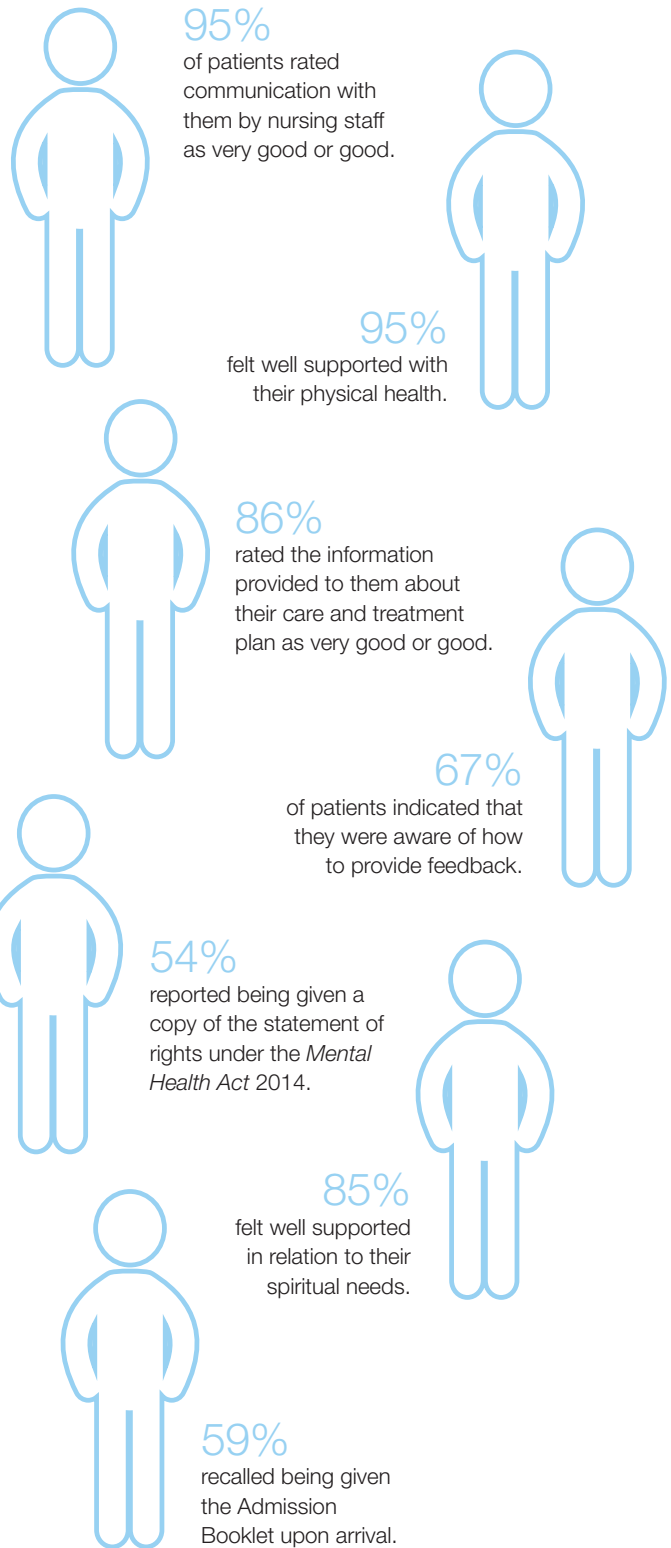 95%
of patients rated
communication with
them by nursing staff
as very good or good.
95%
felt well supported with
their physical health.
86%
rated the information
provided to them about
their care and treatment
plan as very good or good.
67%
of patients indicated that
they were aware of how
to provide feedback.
54%
reported being given a
copy of the statement of
rights under the Mental
Health Act 2014.
85%
felt well supported
in relation to their
spiritual needs.
59%
recalled being given
the Admission
Booklet upon arrival.